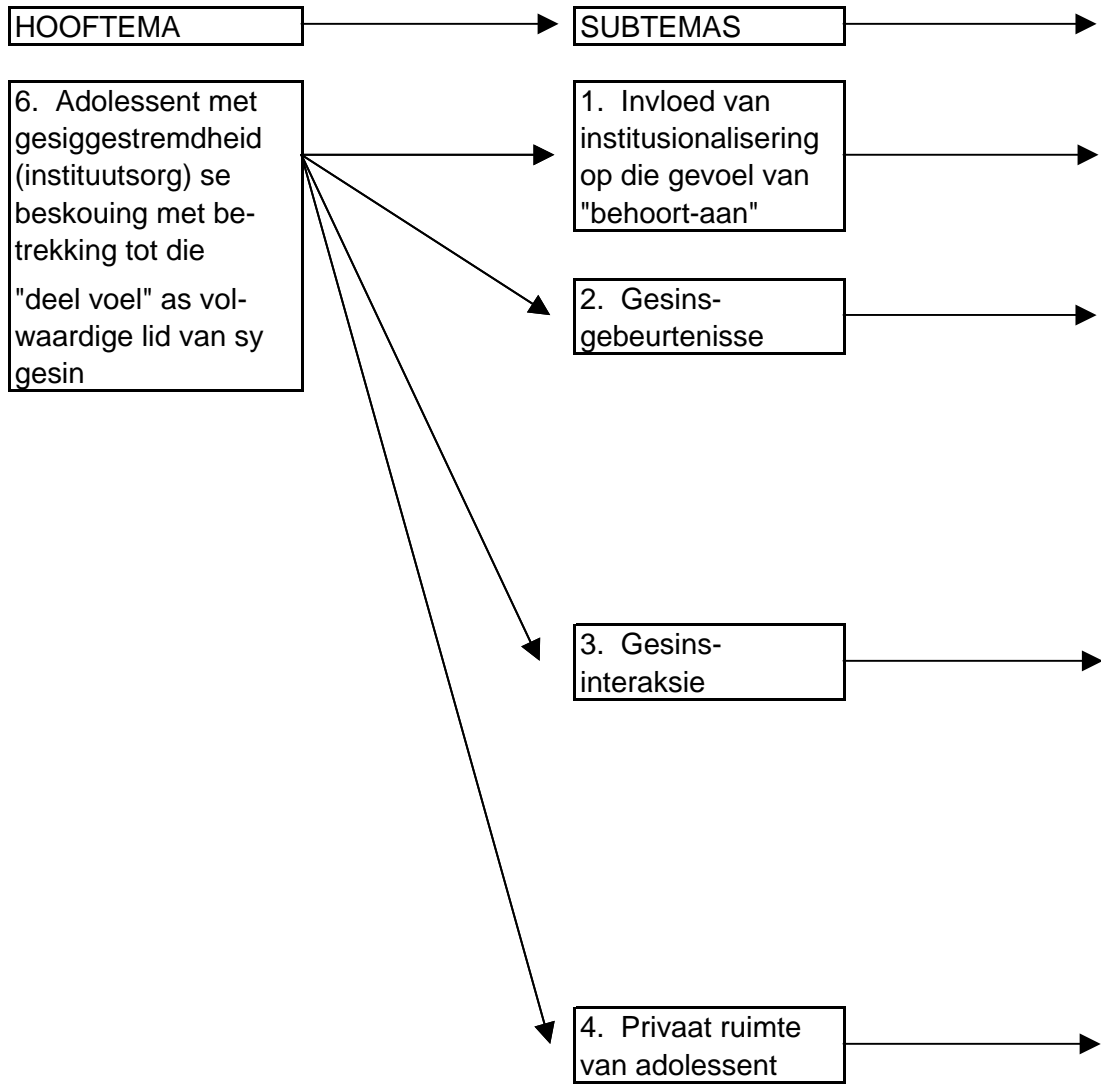 HOOFTEMA
SUBTEMAS
6. Adolessent met
gesiggestremdheid
(instituutsorg) se
beskouing met be-
trekking tot die
"deel voel" as vol-
waardige lid van sy
gesin
1. Invloed van
institusionalisering
op die gevoel van
"behoort-aan"
2. Gesins-
gebeurtenisse
3. Gesins-
interaksie
4. Privaat ruimte
van adolessent